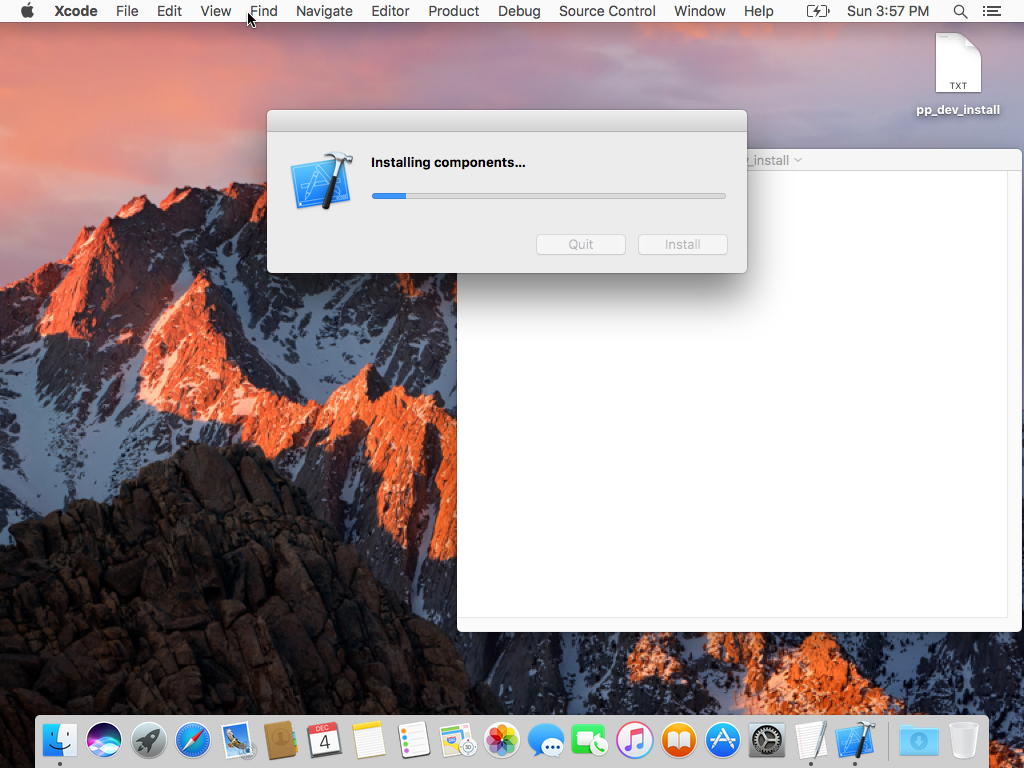 Xcode File Edit View Find Navigate Editor Product Debug Source Control Window Help Sun 3:57 PM
TXT
pp_dev_install
_install
Installing components...
Quit Install
DEC
4